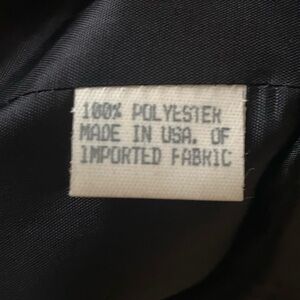 100% POLYESTER
MADE IN USA. OF
IMPORTED FABRIC